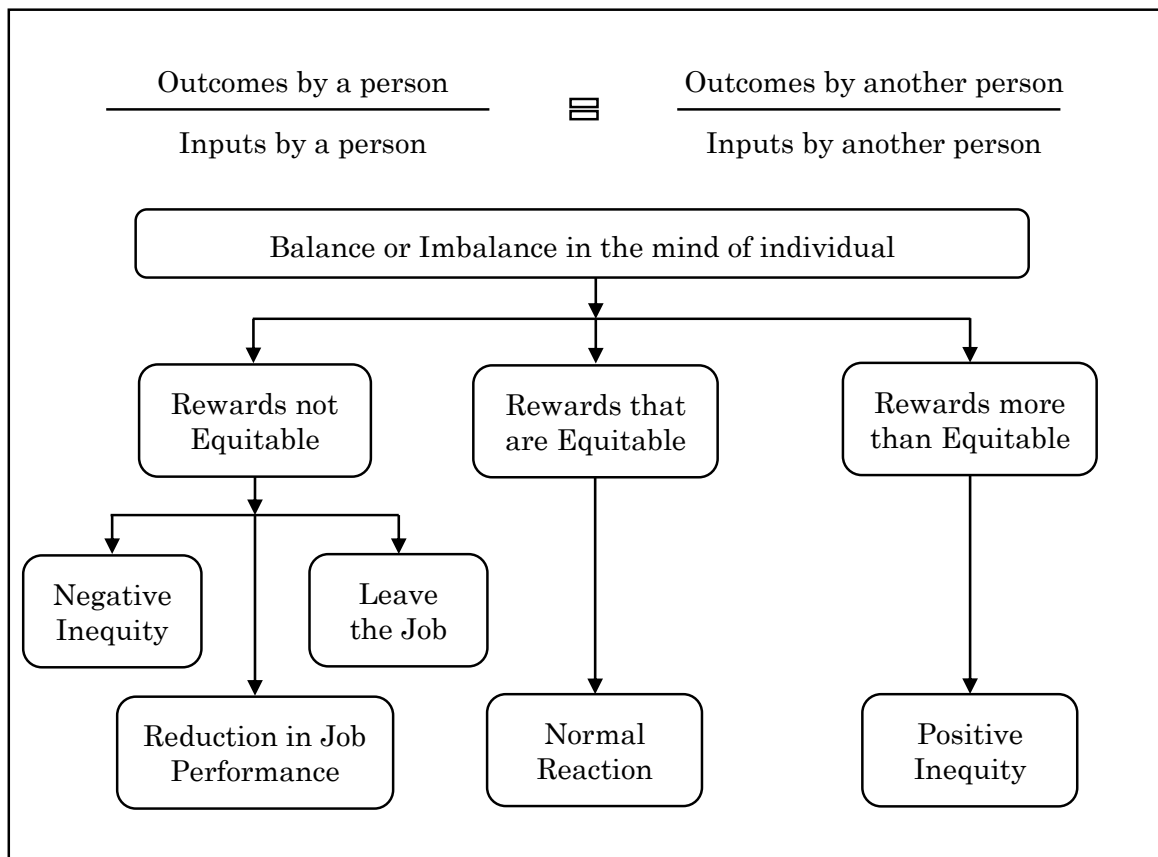 Outcomes by a person
Inputs by a person
=
Outcomes by another person
Inputs by another person
Balance or Imbalance in the mind of individual
Rewards not
Equitable
Rewards that
are Equitable
Rewards more
than Equitable
Negative
Inequity
Leave
the Job
Reduction in Job
Performance
Normal
Reaction
Positive
Inequity